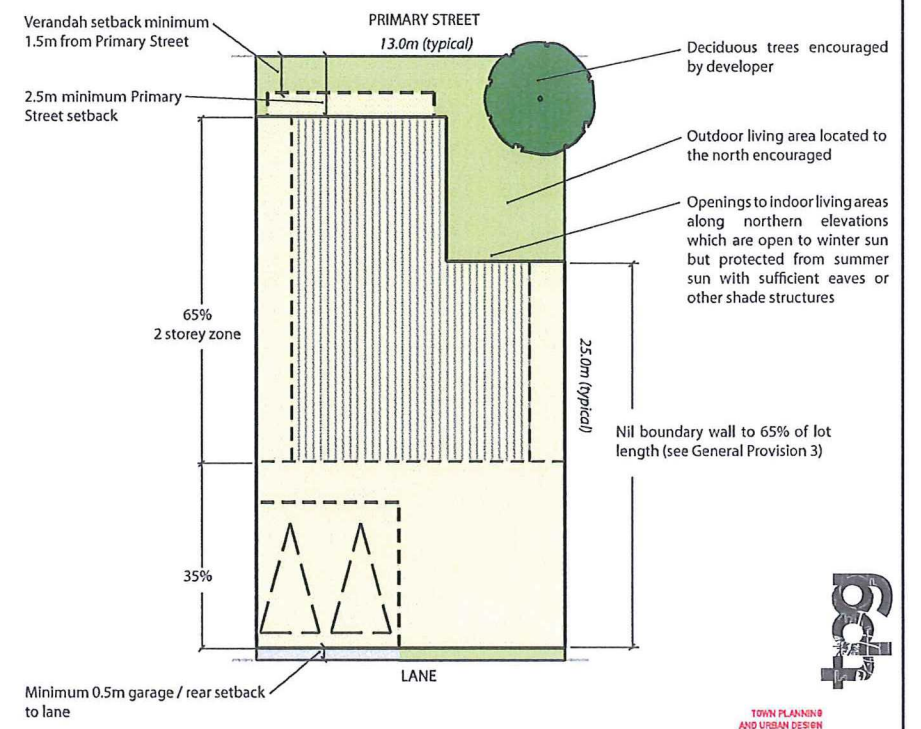 Verandah setback minimum
1.5m from Primary Street
PRIMARY STREET
13.0m (typical)
2.5m minimum Primary
Street setback
Deciduous trees encouraged
by developer
Outdoor living area located to
the north encouraged
Openings to indoor living areas
along northern elevations
which are open to winter sun
but protected from summer
sun with sufficient eaves or
other shade structures
65%
2 storey zone
25.0m (typical)
Nil boundary wall to 65% of lot
length (see General Provision 3)
35%
LANE
Minimum 0.5m garage / rear setback
to lane
TOWN PLANNING
AND URBAN DESIGN